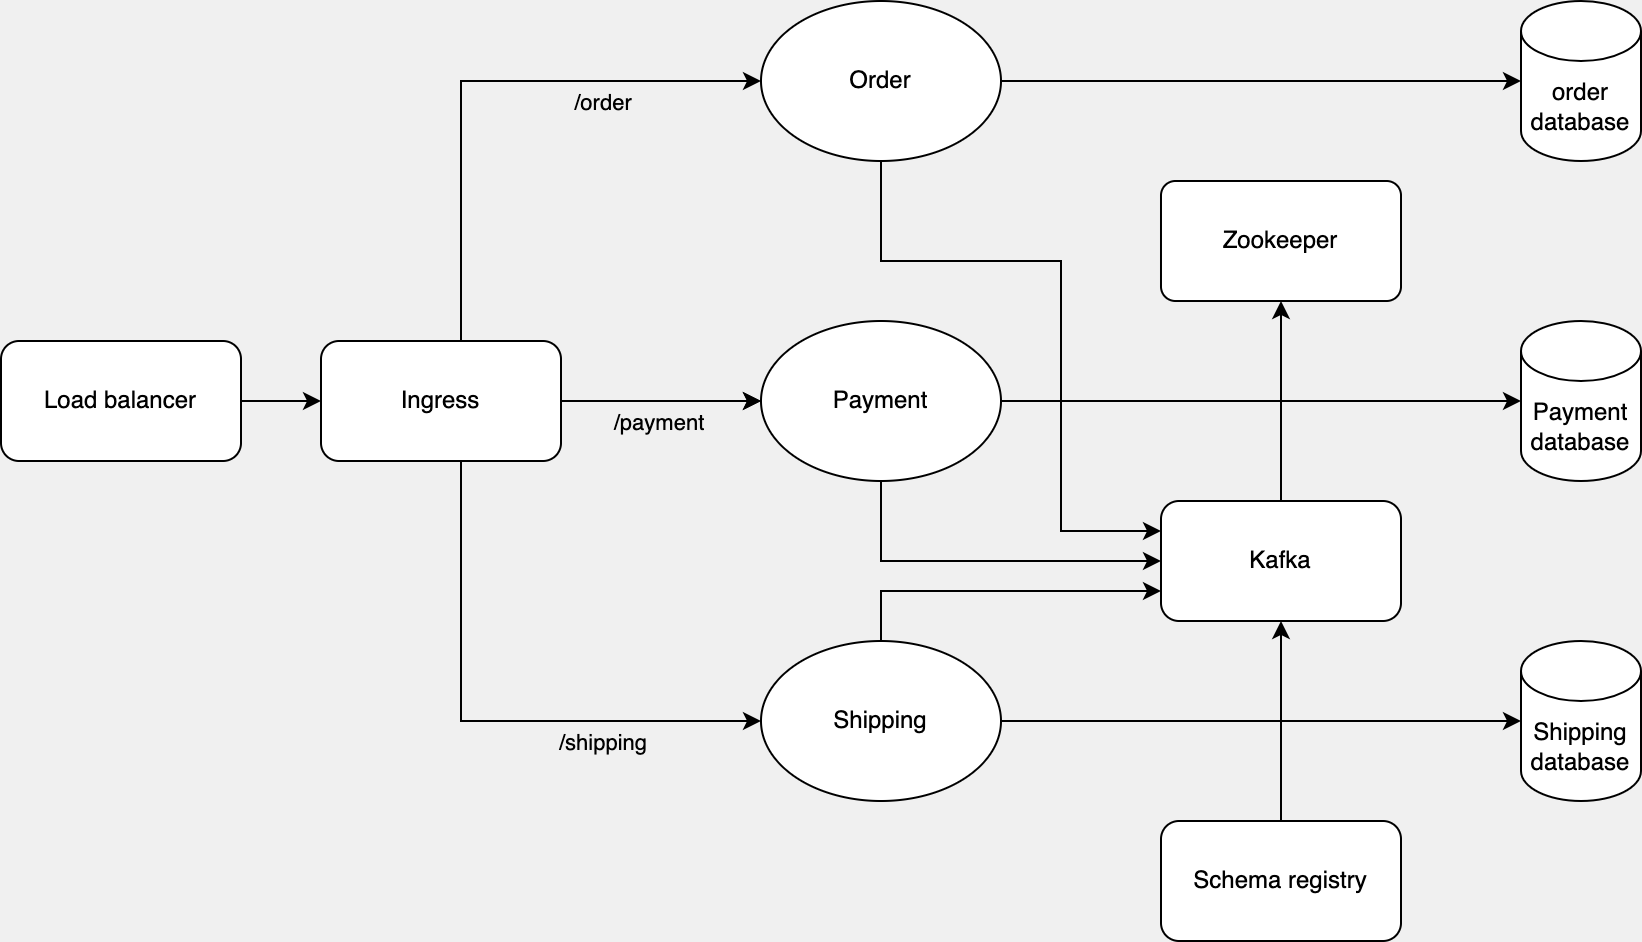 Order
/order
order
database
Zookeeper
Load balancer
Ingress
/payment
Payment
Payment
database
Kafka
/shipping
Shipping
Shipping
database
Schema registry